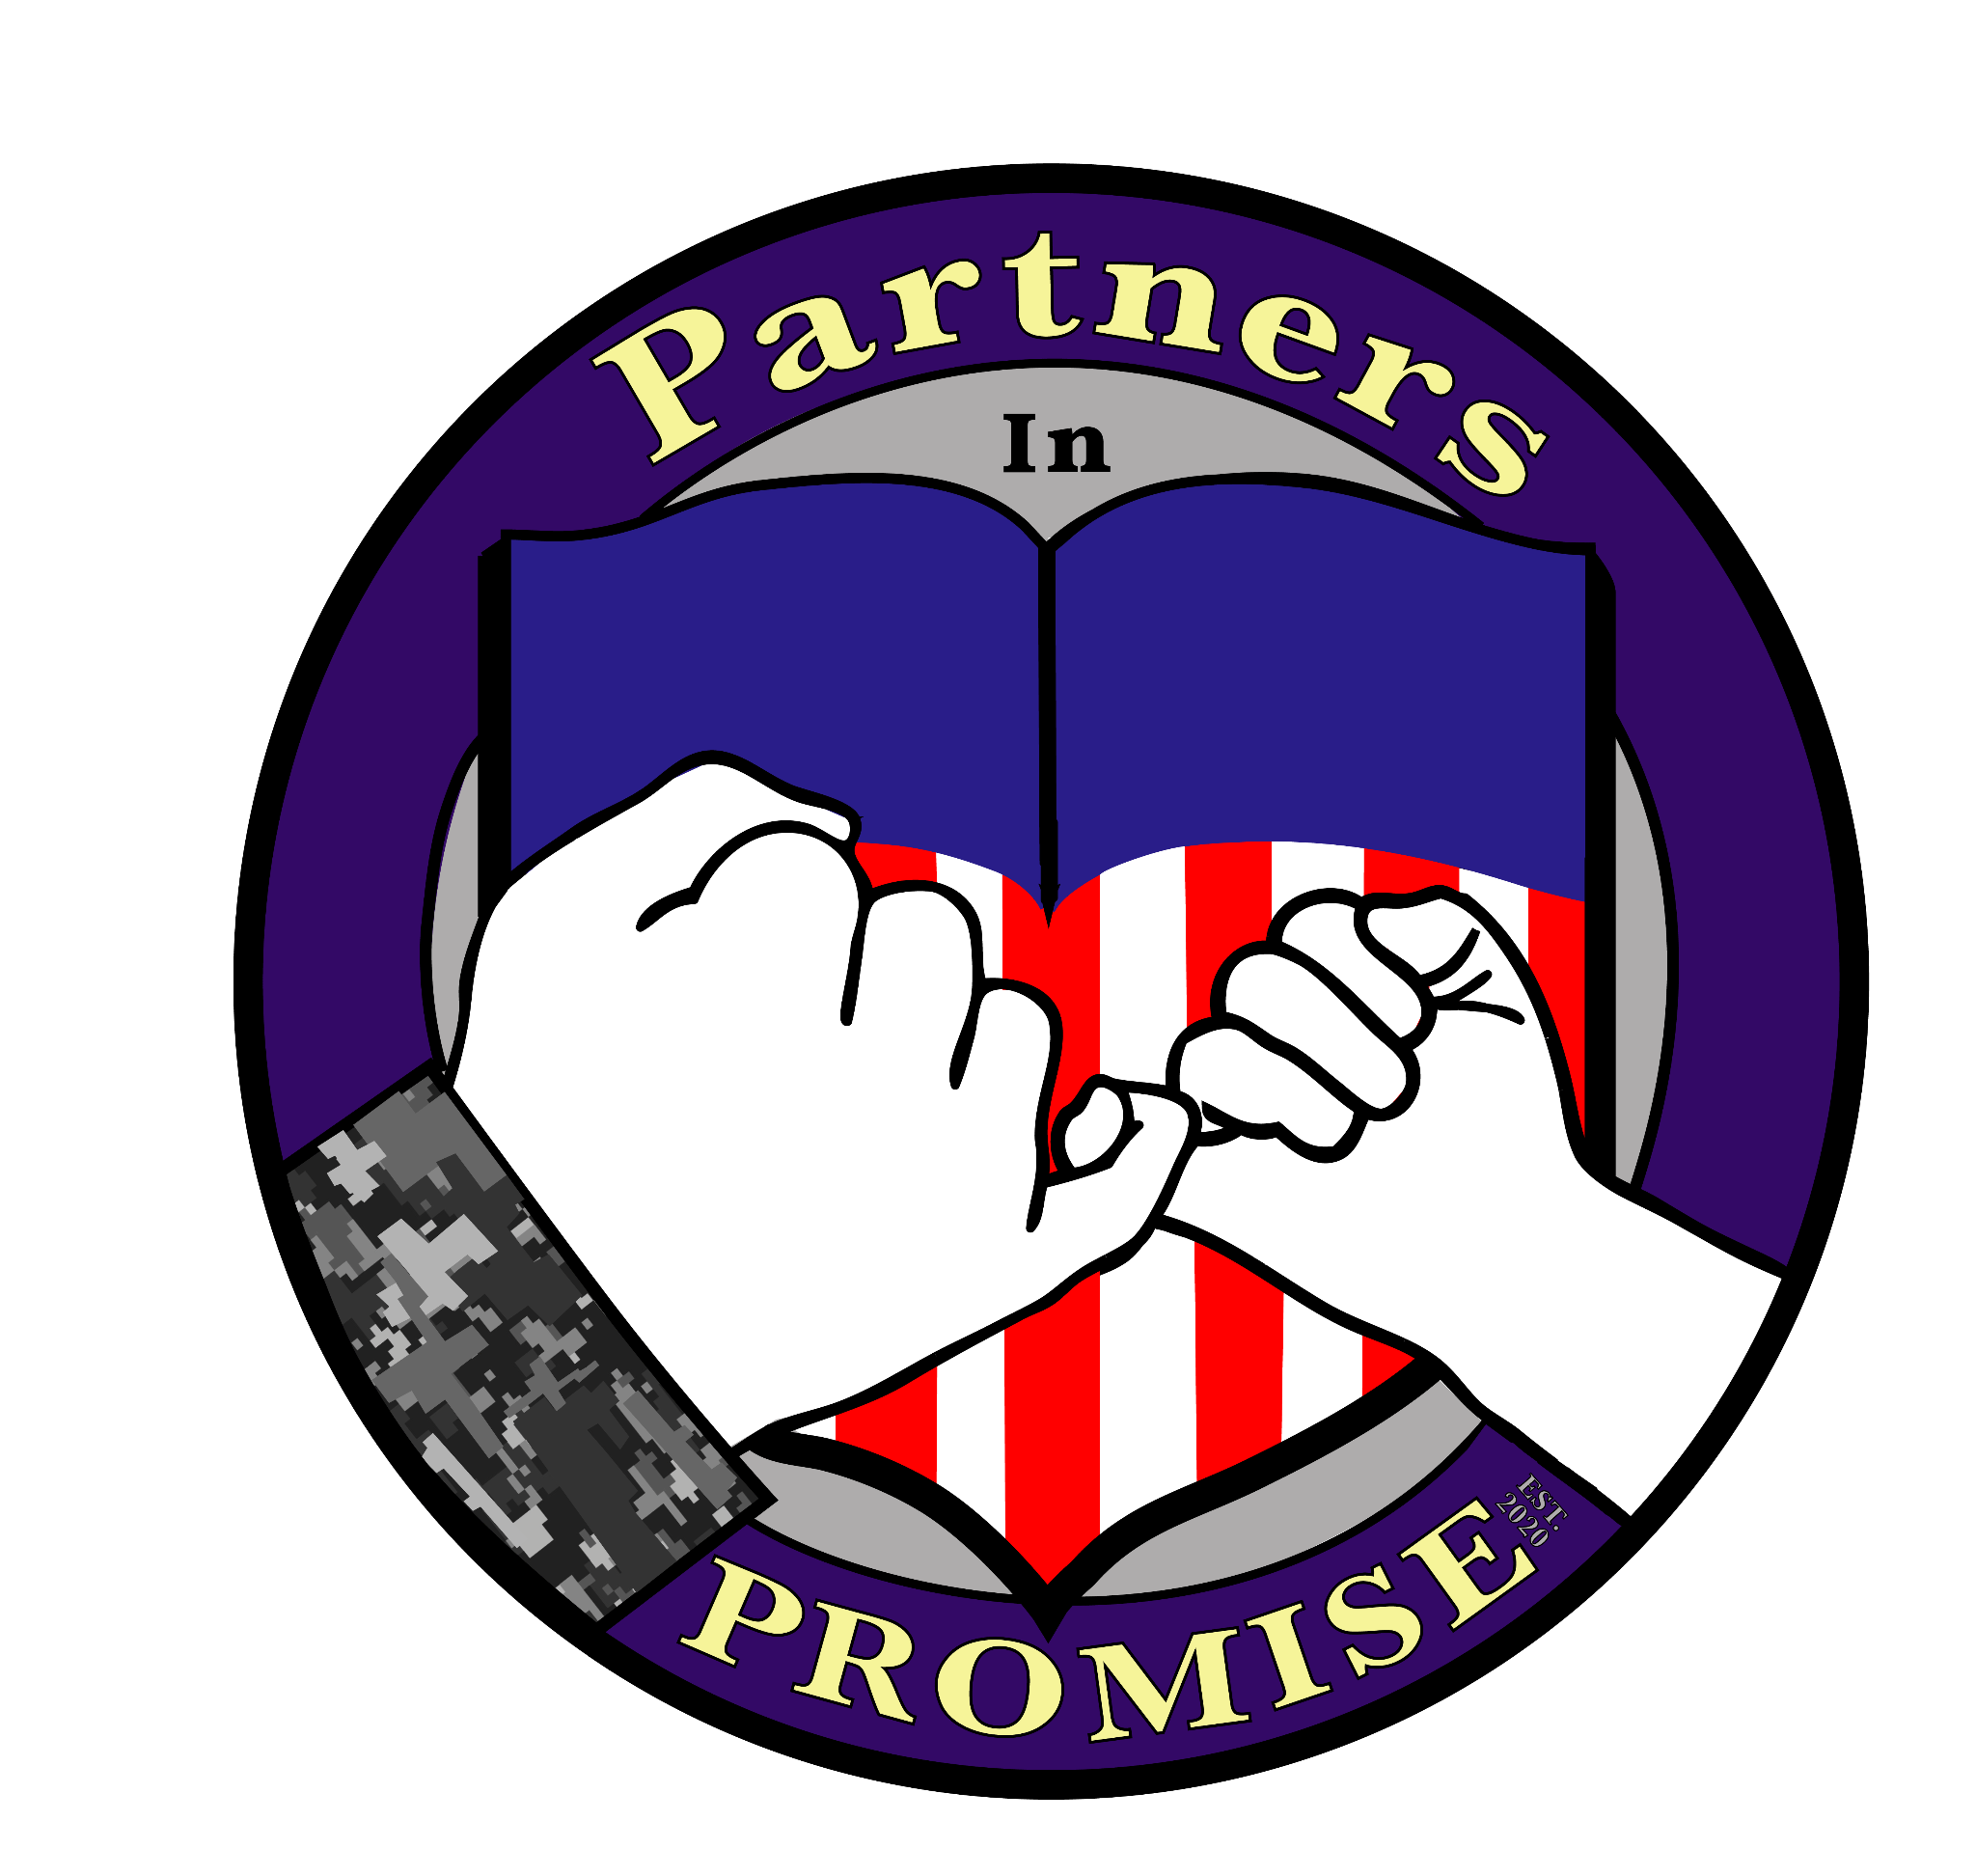 Partners
In
PROMISE
EST.
2020